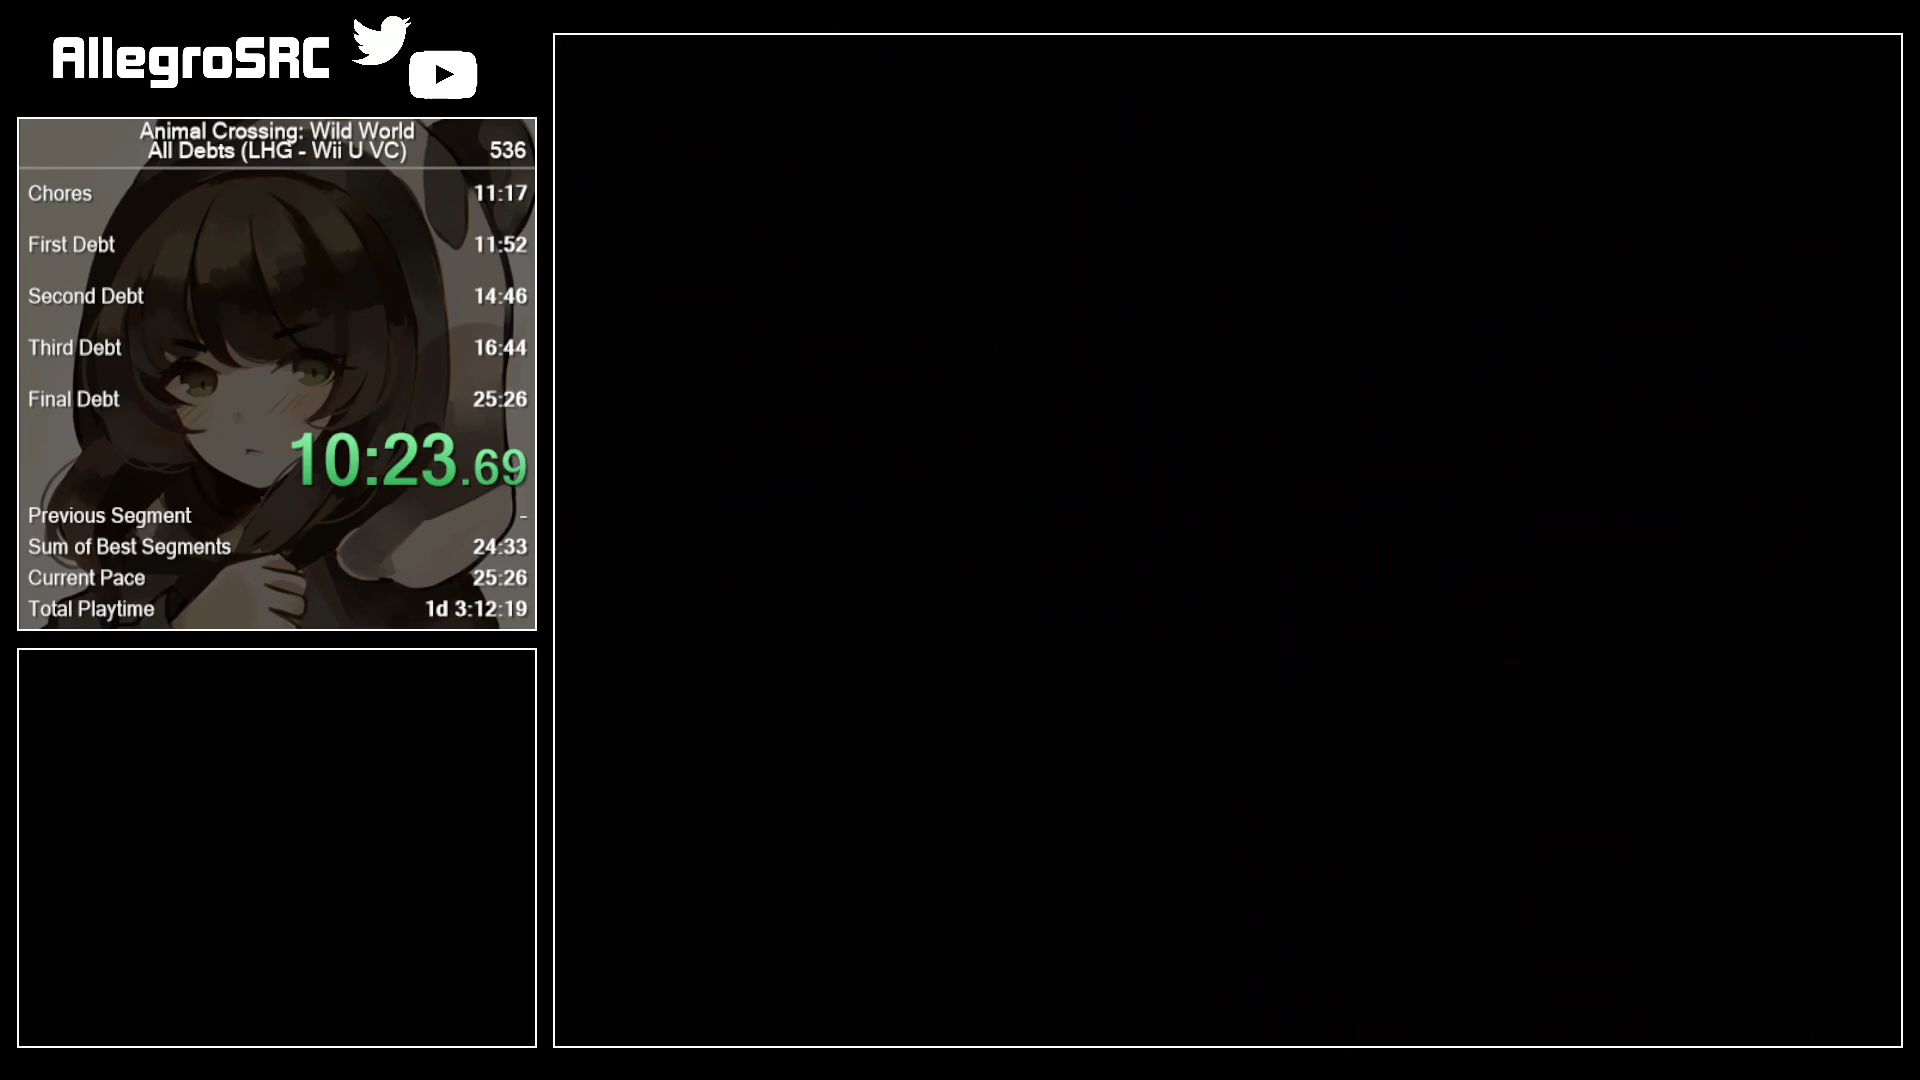 AllegroSRC
Animal Crossing: Wild World
All Debts (LHG - Wii U VC) 536
Chores 11:17
First Debt 11:52
Second Debt 14:46
Third Debt 16:44
Final Debt 25:26
10:23.69
Previous Segment -
Sum of Best Segments 24:33
Current Pace 25:26
Total Playtime 1d 3:12:19